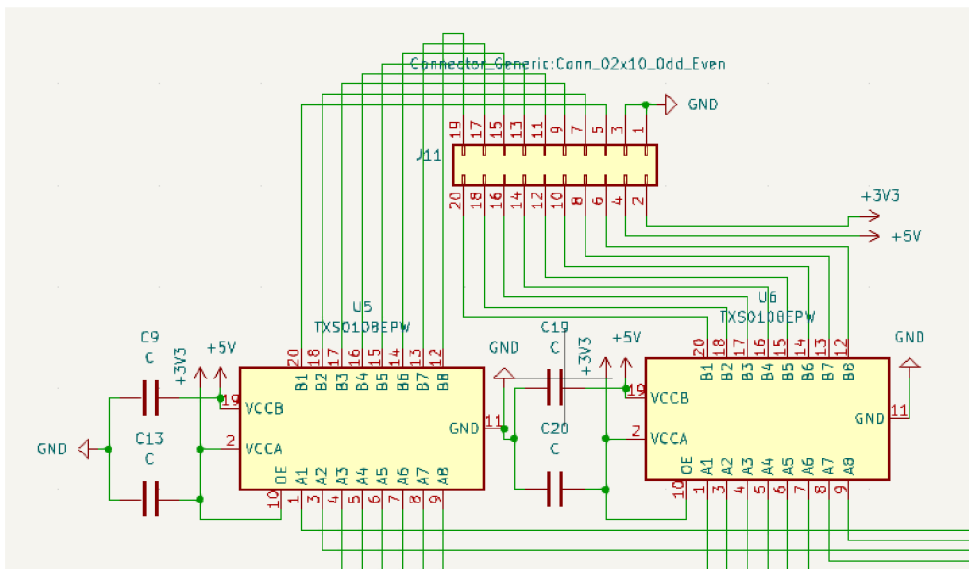 Connector_Generic:Conn_02x10_Odd_Even
GND
19 17 15 13 11 9 7 5 3 1
J11
20 18 16 14 12 10 8 6 4 2
+3V3
+5V
U5
TXS0108EPW
U6
TXS0108EPW
C9
C
+3V3
+5V
20 18 17 16 15 14 13 12
B1 B2 B3 B4 B5 B6 B7 B8
19
VCCB
GND
11
2
VCCA
GND
C13
C
OE A1 A2 A3 A4 A5 A6 A7 A8
10 1 3 4 5 6 7 8 9
GND
C19
C
+3V3
+5V
20 18 17 16 15 14 13 12
B1 B2 B3 B4 B5 B6 B7 B8
GND
19
VCCB
GND
11
C20
C
2
VCCA
OE A1 A2 A3 A4 A5 A6 A7 A8
10 1 3 4 5 6 7 8 9